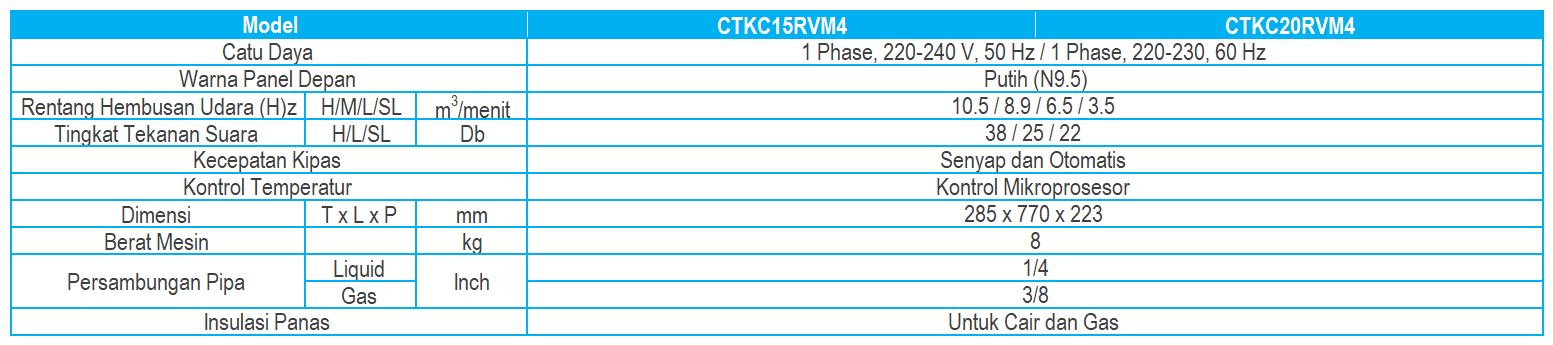 Model CTKC15RVM4 CTKC20RVM4
Catu Daya 1 Phase, 220-240 V, 50 Hz / 1 Phase, 220-230, 60 Hz
Warna Panel Depan Putih (N9.5)
Rentang Hembusan Udara (H)z H/M/L/SL m³/menit 10.5 / 8.9 / 6.5 / 3.5
Tingkat Tekanan Suara H/L/SL Db 38 / 25 / 22
Kecepatan Kipas Senyap dan Otomatis
Kontrol Temperatur Kontrol Mikroprosesor
Dimensi T x L x P mm 285 x 770 x 223
Berat Mesin kg 8
Persambungan Pipa Liquid Inch 1/4
Gas 3/8
Insulasi Panas Untuk Cair dan Gas